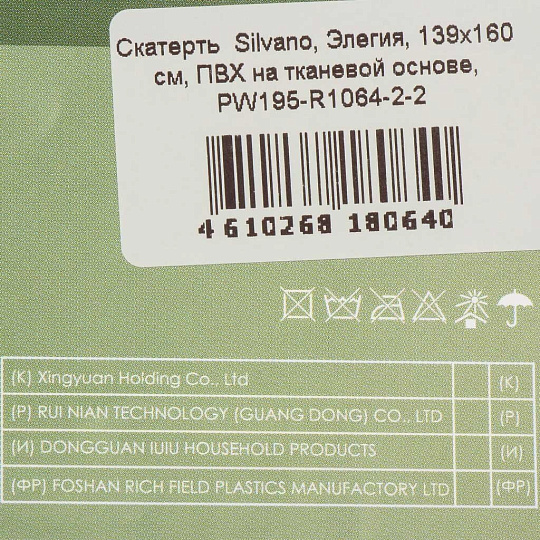 Скатерть Silvano, Элегия, 139x160
см, ПВХ на тканевой основе,
PW195-R1064-2-2
4 610268 180640
(K) Xingyuan Holding Co., Ltd (K)
(P) RUI NIAN TECHNOLOGY (GUANG DONG) CO., LTD (P)
(И) DONGGUAN IUIU HOUSEHOLD PRODUCTS (И)
(ФР) FOSHAN RICH FIELD PLASTICS MANUFACTORY LTD (ФР)